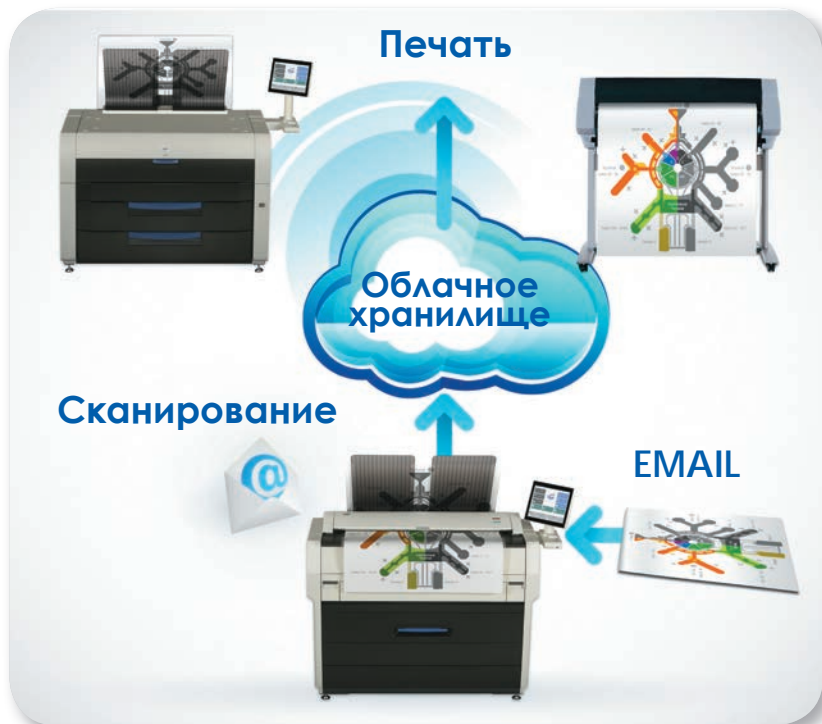 Печать
Облачное
хранилище
Сканирование
@
EMAIL